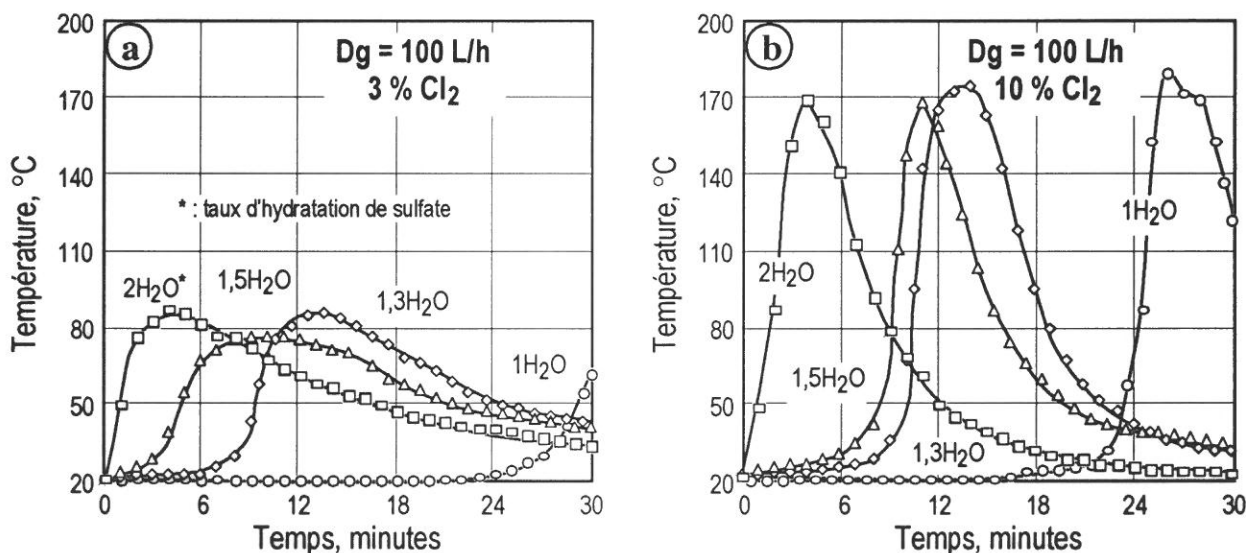 a
Dg = 100 L/h
3 % Cl2
200
170
140
110
80
50
20
Température, °C
* : taux d'hydratation de sulfate
2H2O*
1,5H2O
1,3H2O
1H2O
0
6
12
18
24
30
Temps, minutes
b
Dg = 100 L/h
10 % Cl2
200
170
140
110
80
50
20
Température, °C
2H2O
1,5H2O
1,3H2O
1H2O
0
6
12
18
24
30
Temps, minutes